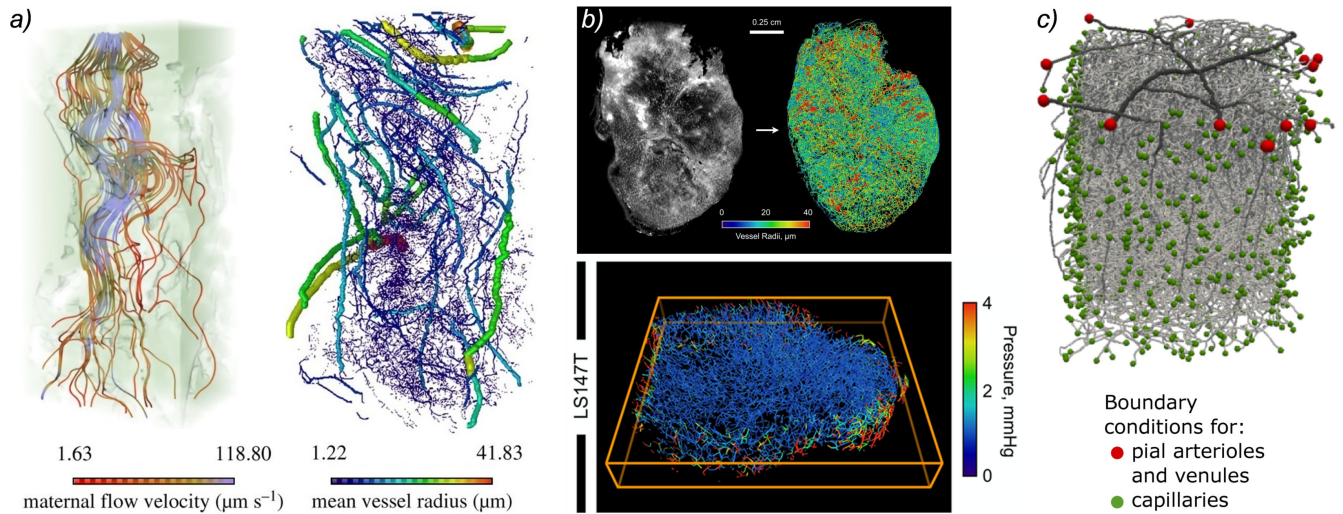 a)
1.63 118.80
maternal flow velocity (μm s⁻¹)
1.22 41.83
mean vessel radius (μm)
b)
0.25 cm
0 20 40
Vessel Radii, μm
LS147T
4
2
0
Pressure, mmHg
c)
Boundary
conditions for:
pial arterioles
and venules
capillaries